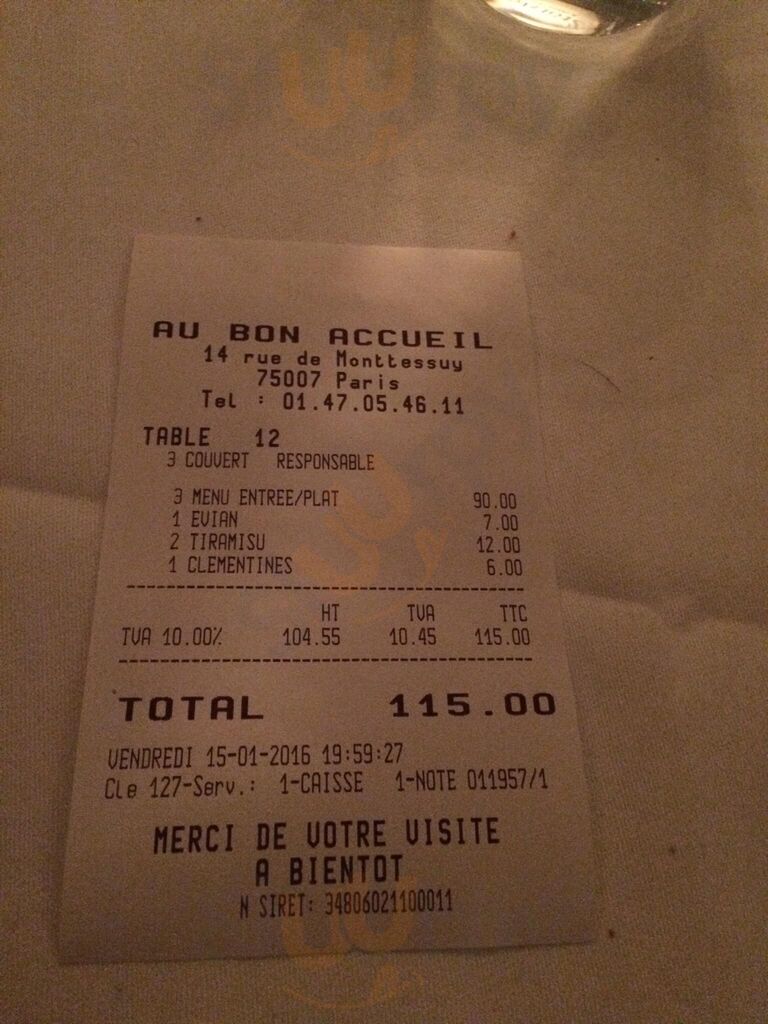 AU BON ACCUEIL
14 rue de Monttessuy
75007 Paris
Tel : 01.47.05.46.11
TABLE 12
3 COUVERT RESPONSABLE
3 MENU ENTREE/PLAT 90.00
1 EVIAN 7.00
2 TIRAMISU 12.00
1 CLEMENTINES 6.00
HT TVA TTC
TVA 10.00% 104.55 10.45 115.00
TOTAL 115.00
VENDREDI 15-01-2016 19:59:27
Cle 127-Serv.: 1-CAISSE 1-NOTE 011957/1
MERCI DE VOTRE VISITE
A BIENTOT
N SIRET: 34806021100011